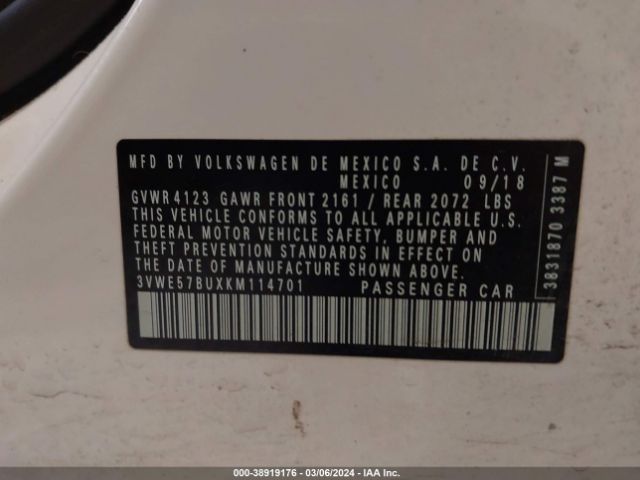 MFD BY VOLKSWAGEN DE MEXICO S.A. DE C.V.
MEXICO 09/18
GVWR 4123 GAWR FRONT 2161 / REAR 2072 LBS
THIS VEHICLE CONFORMS TO ALL APPLICABLE U.S.
FEDERAL MOTOR VEHICLE SAFETY, BUMPER AND
THEFT PREVENTION STANDARDS IN EFFECT ON
THE DATE OF MANUFACTURE SHOWN ABOVE.
3VWE57BUXKM114701 PASSENGER CAR
3831870 3387 M
000-38919176 - 03/06/2024 - IAA Inc.